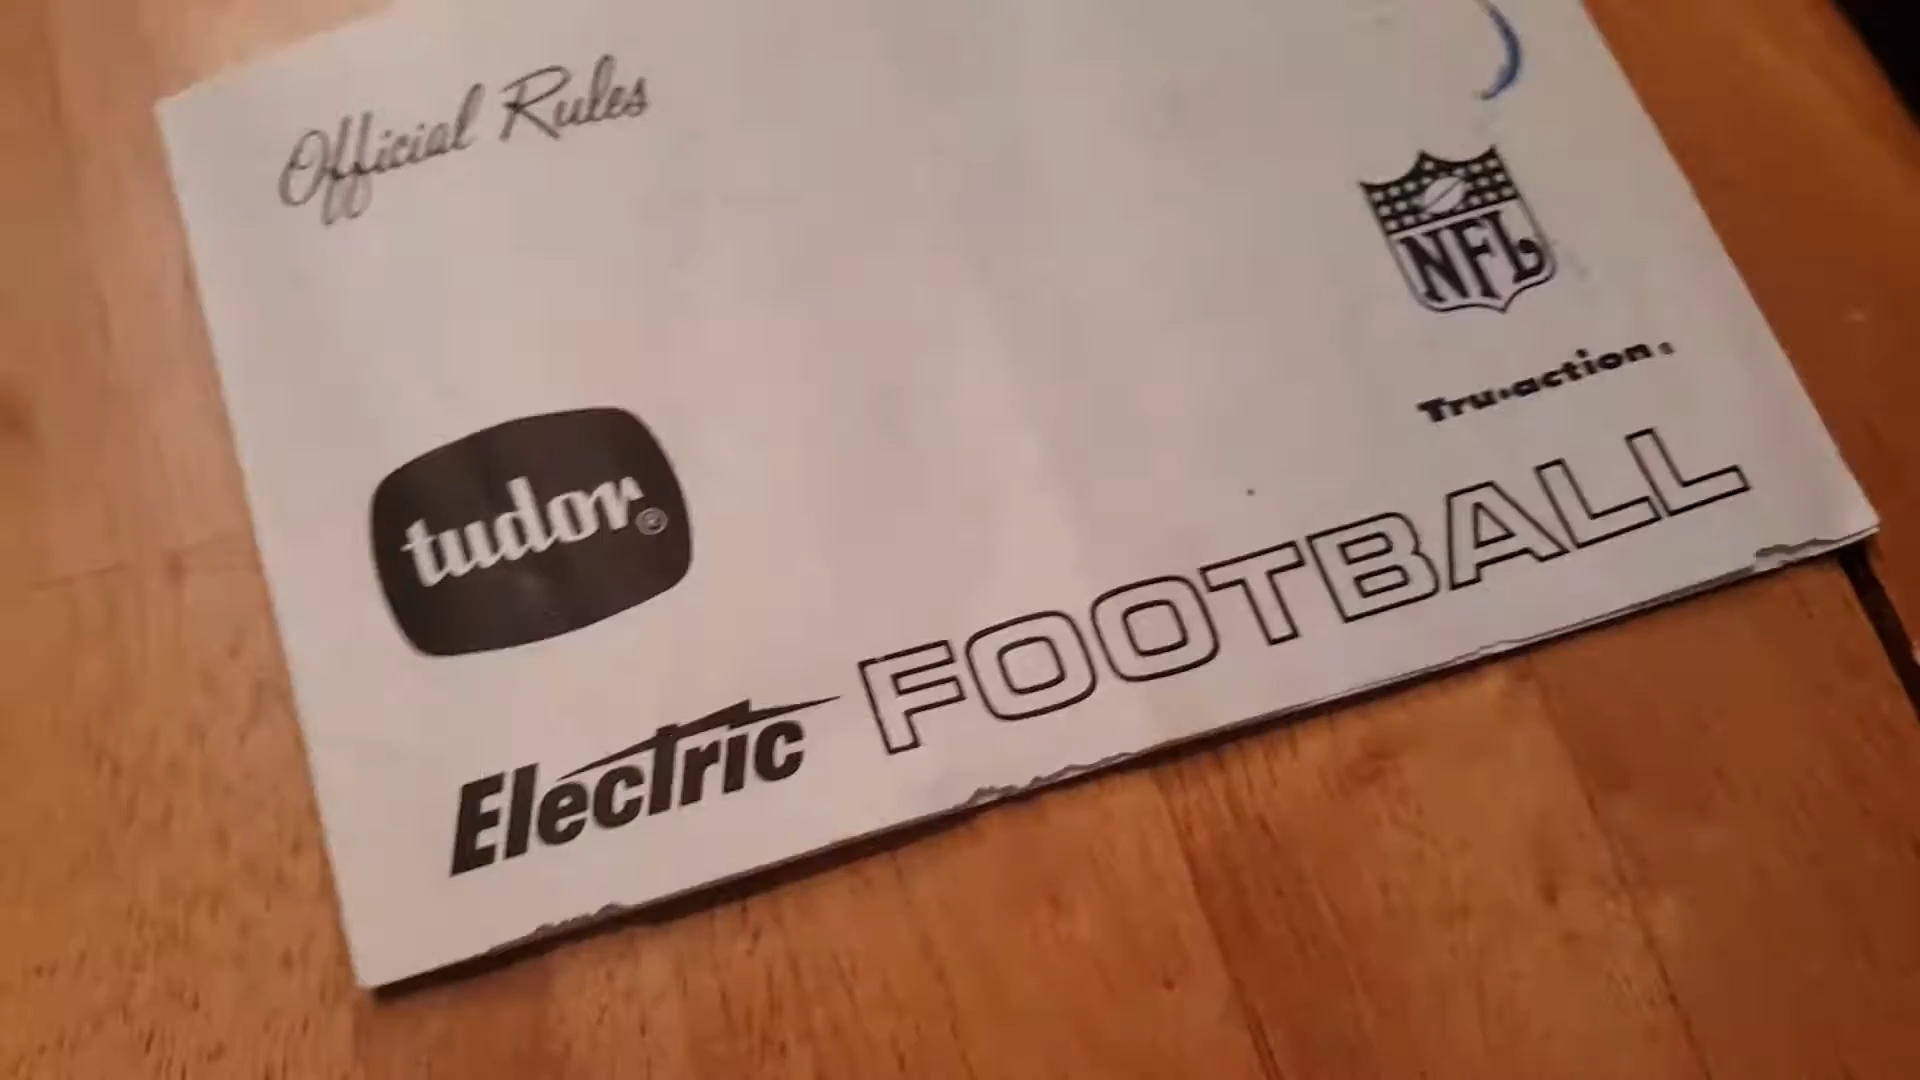 Official Rules
NFL
Tru•action®
tudor®
Electric FOOTBALL